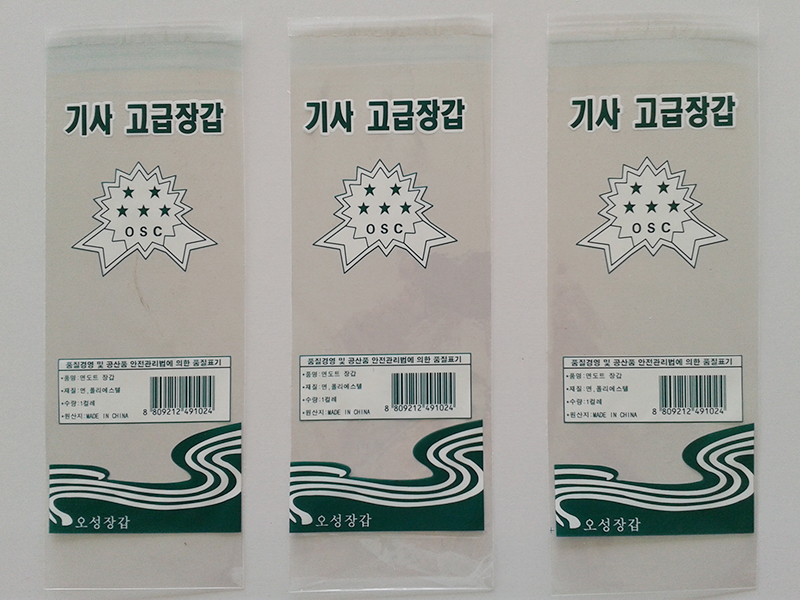 기사 고급장갑
OSC
품질경영 및 공산품 안전관리법에 의한 품질표기
•품명:면도트 장갑
•재질:면,폴리에스텔
•수량:1컬레
•원산지:MADE IN CHINA
8 809212 491024
오성장갑
기사 고급장갑
OSC
품질경영 및 공산품 안전관리법에 의한 품질표기
•품명:면도트 장갑
•재질:면,폴리에스텔
•수량:1컬레
•원산지:MADE IN CHINA
8 809212 491024
오성장갑
기사 고급장갑
OSC
품질경영 및 공산품 안전관리법에 의한 품질표기
•품명:면도트 장갑
•재질:면,폴리에스텔
•수량:1컬레
•원산지:MADE IN CHINA
8 809212 491024
오성장갑